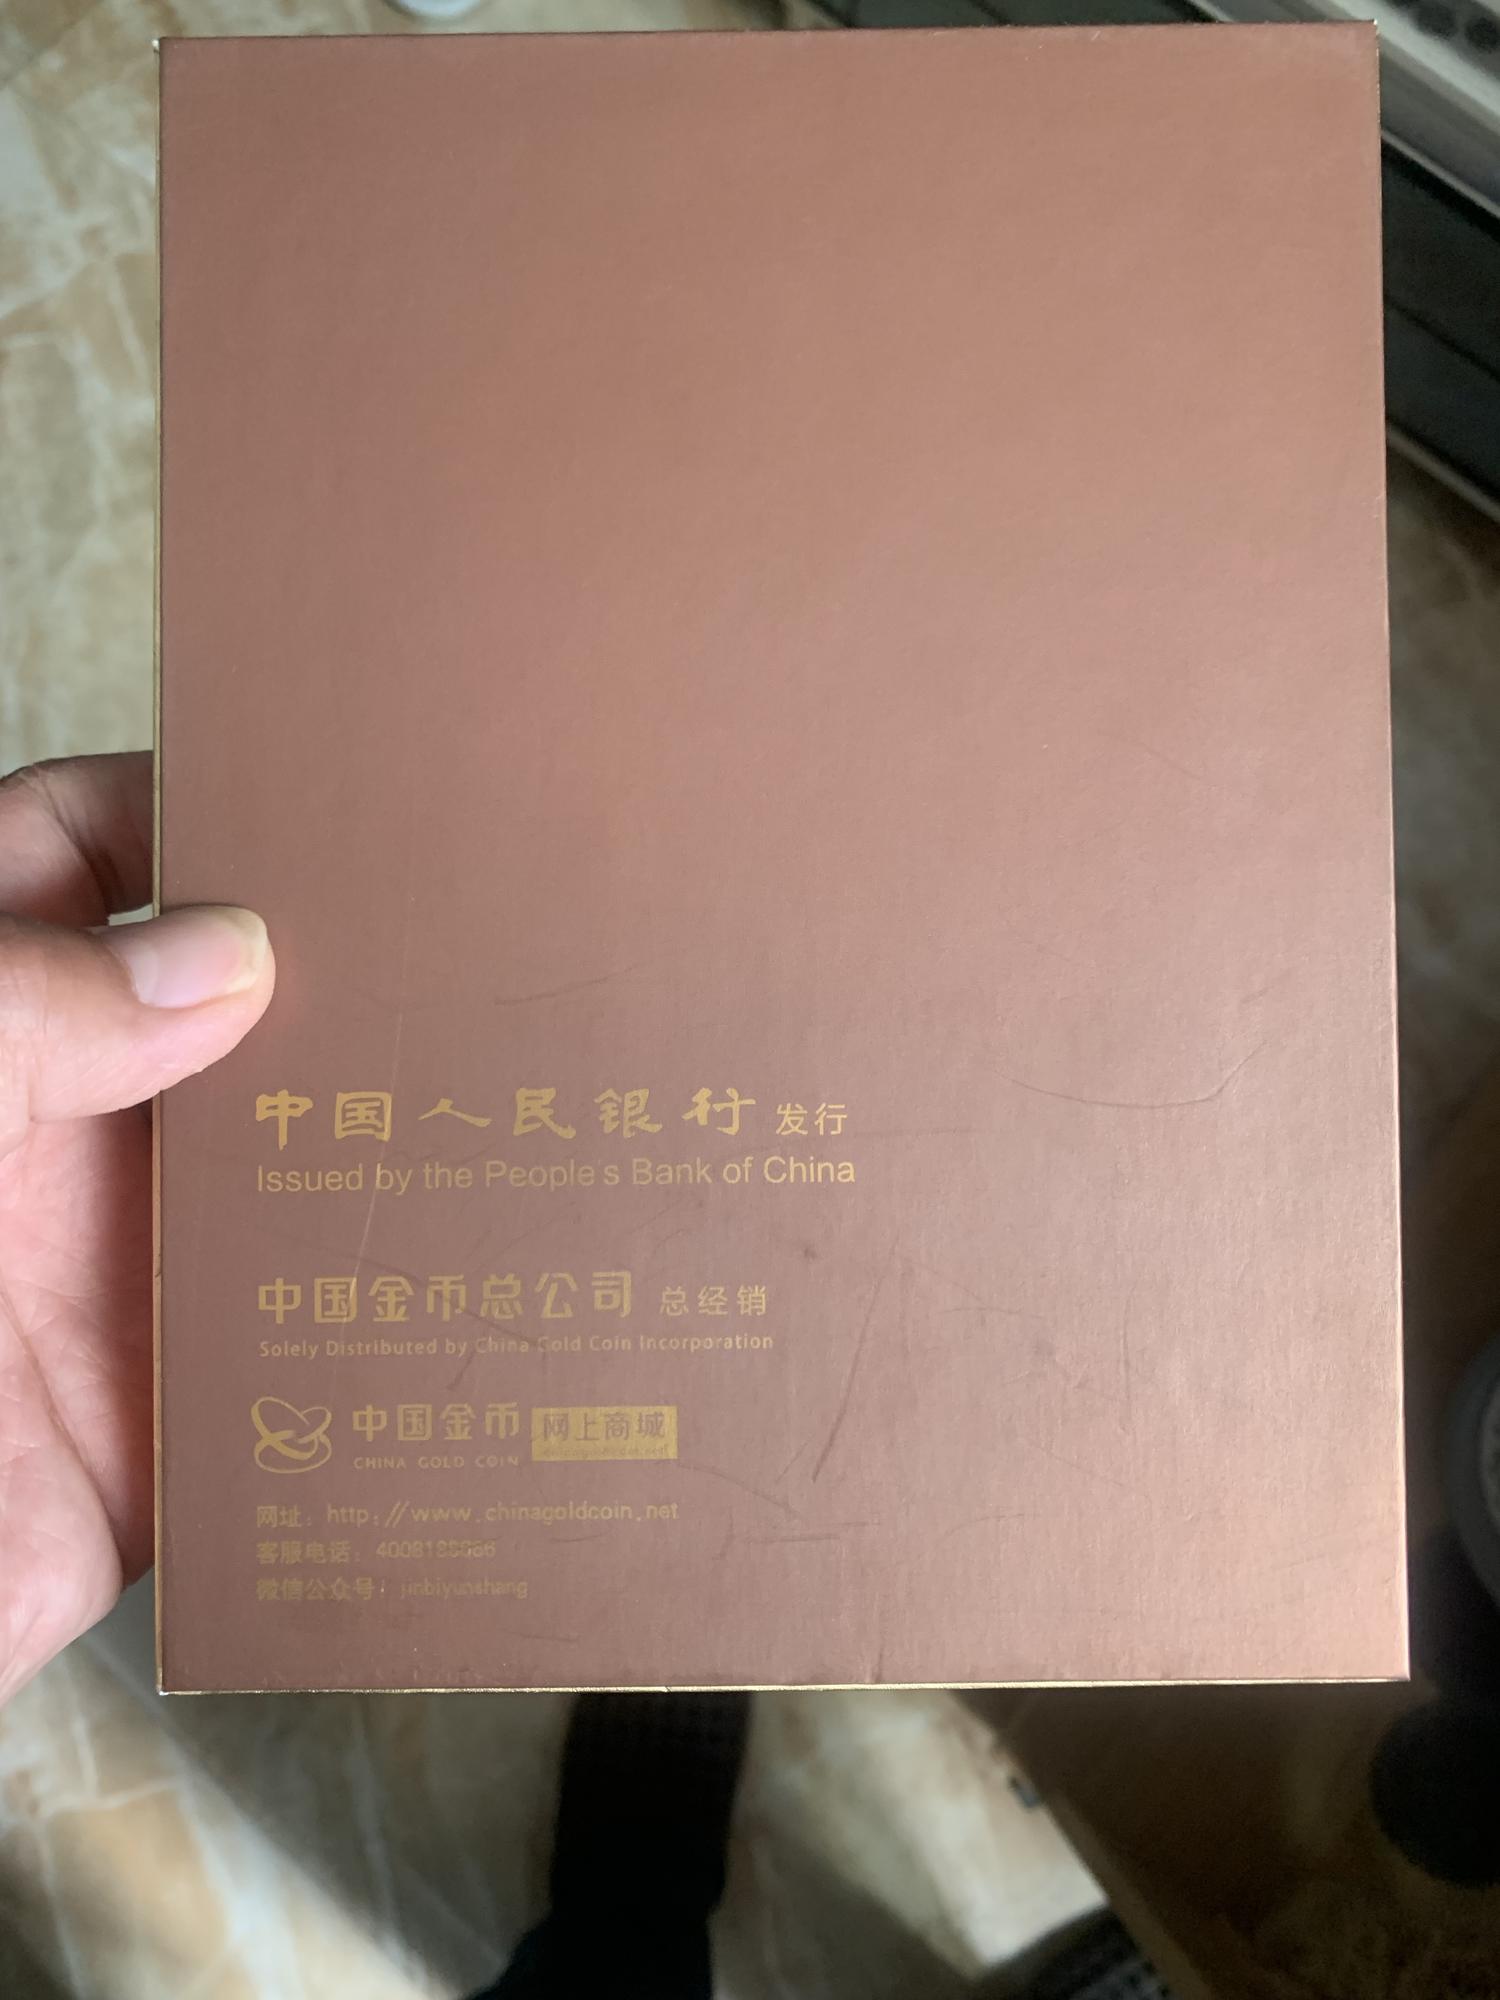 中国人民银行 发行
Issued by the People's Bank of China
中国金币总公司 总经销
Solely Distributed by China Gold Coin Incorporation
中国金币 网上商城
CHINA GOLD COIN
网址：http://www.chinagoldcoin.net
客服电话：4008188666
微信公众号：jinbiyunshang